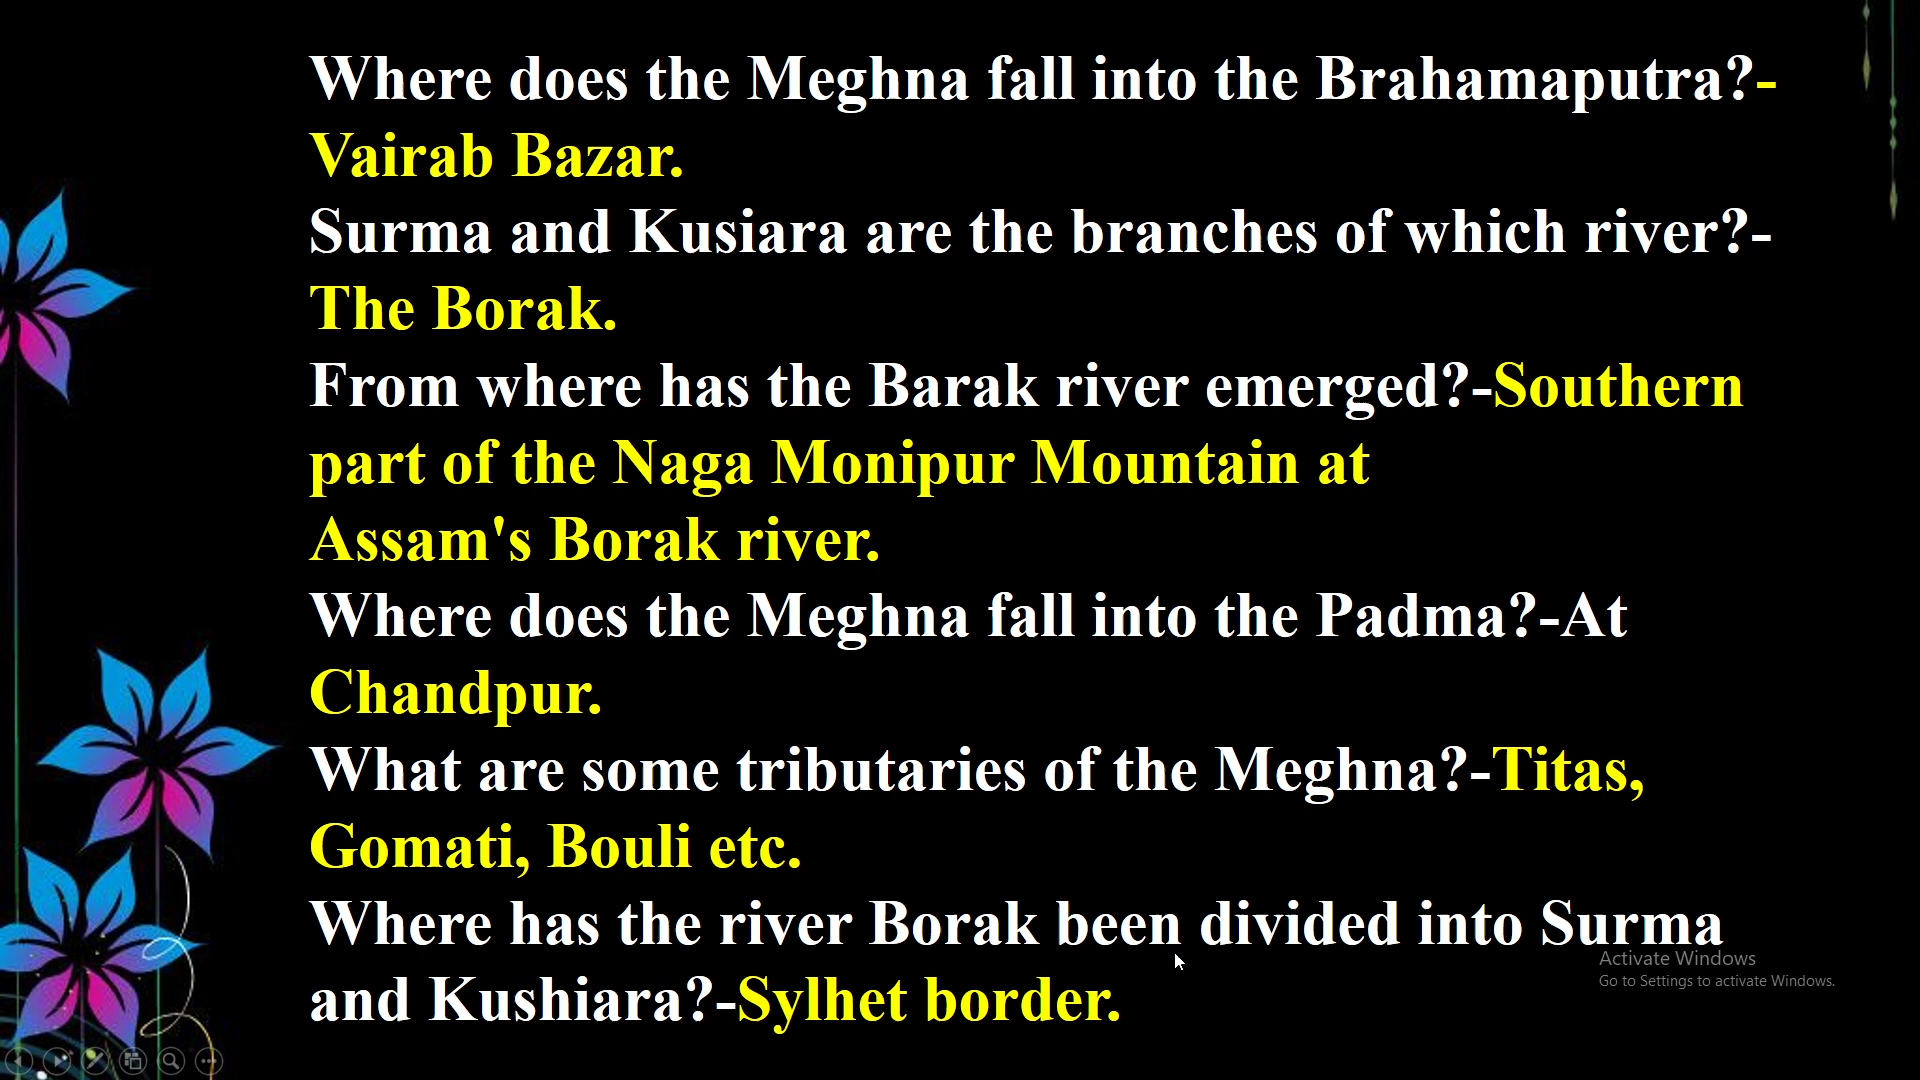 Where does the Meghna fall into the Brahamaputra?-
Vairab Bazar.
Surma and Kusiara are the branches of which river?-
The Borak.
From where has the Barak river emerged?-Southern
part of the Naga Monipur Mountain at
Assam's Borak river.
Where does the Meghna fall into the Padma?-At
Chandpur.
What are some tributaries of the Meghna?-Titas,
Gomati, Bouli etc.
Where has the river Borak been divided into Surma
and Kushiara?-Sylhet border.
Activate Windows
Go to Settings to activate Windows.